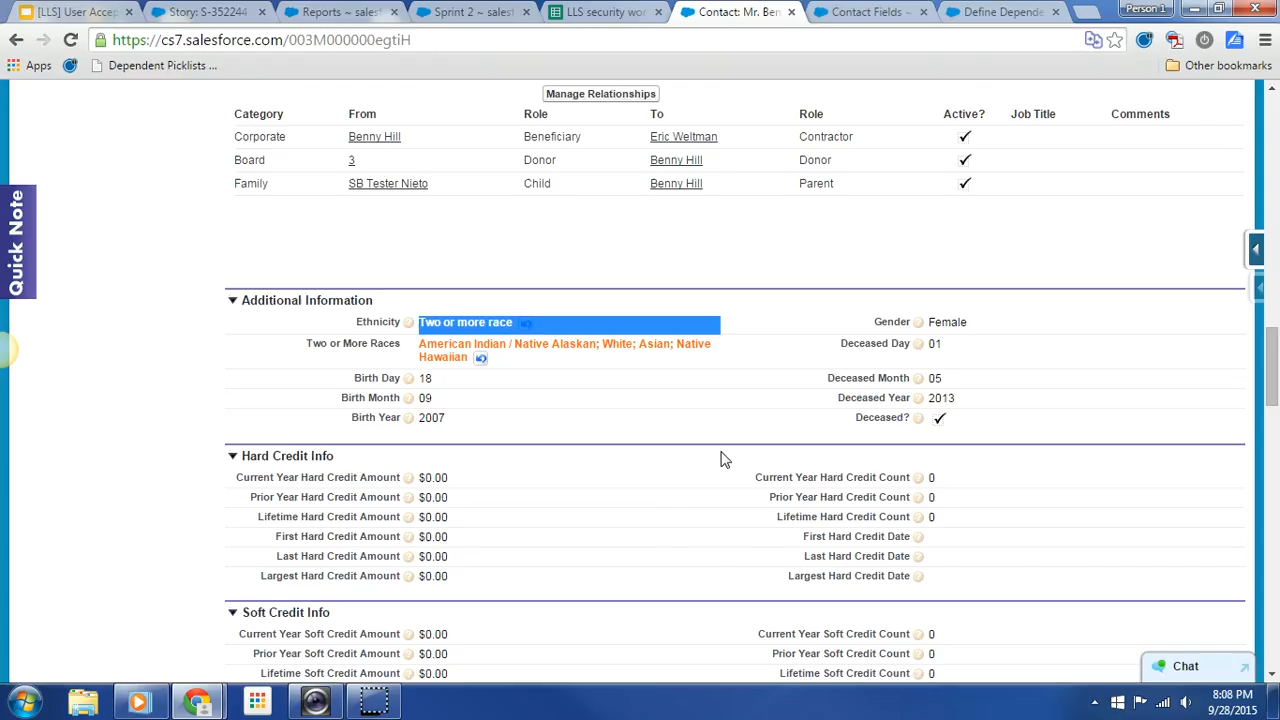 [LLS] User Accep
Story: S-352244
Reports ~ salesf
Sprint 2 ~ salesf
LLS security wor
Contact: Mr. Ben
Contact Fields ~
Define Depende
Person 1
https://cs7.salesforce.com/003M000000egtiH
Apps
Dependent Picklists ...
Other bookmarks
Quick Note
Manage Relationships
Category From Role To Role Active? Job Title Comments
Corporate Benny Hill Beneficiary Eric Weltman Contractor
Board 3 Donor Benny Hill Donor
Family SB Tester Nieto Child Benny Hill Parent
Additional Information
Ethnicity Two or more race Gender Female
Two or More Races American Indian / Native Alaskan; White; Asian; Native Deceased Day 01
Hawaiian
Birth Day 18 Deceased Month 05
Birth Month 09 Deceased Year 2013
Birth Year 2007 Deceased?
Hard Credit Info
Current Year Hard Credit Amount $0.00 Current Year Hard Credit Count 0
Prior Year Hard Credit Amount $0.00 Prior Year Hard Credit Count 0
Lifetime Hard Credit Amount $0.00 Lifetime Hard Credit Count 0
First Hard Credit Amount $0.00 First Hard Credit Date
Last Hard Credit Amount $0.00 Last Hard Credit Date
Largest Hard Credit Amount $0.00 Largest Hard Credit Date
Soft Credit Info
Current Year Soft Credit Amount $0.00 Current Year Soft Credit Count 0
Prior Year Soft Credit Amount $0.00 Prior Year Soft Credit Count 0
Lifetime Soft Credit Amount $0.00 Lifetime Soft Credit Count 0
Chat
8:08 PM
9/28/2015